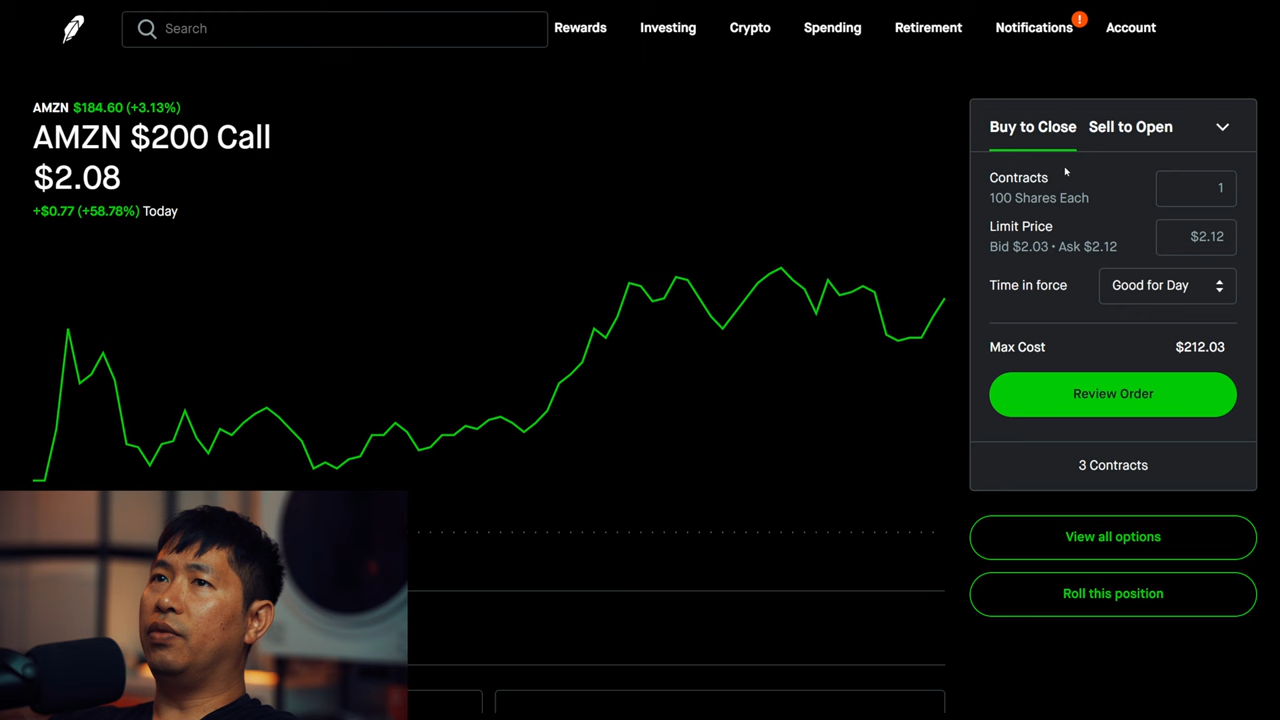 Search
Rewards
Investing
Crypto
Spending
Retirement
Notifications
!
Account
AMZN $184.60 (+3.13%)
AMZN $200 Call
$2.08
+$0.77 (+58.78%) Today
Buy to Close
Sell to Open
Contracts
100 Shares Each
1
Limit Price
Bid $2.03 • Ask $2.12
$2.12
Time in force
Good for Day
Max Cost
$212.03
Review Order
3 Contracts
View all options
Roll this position